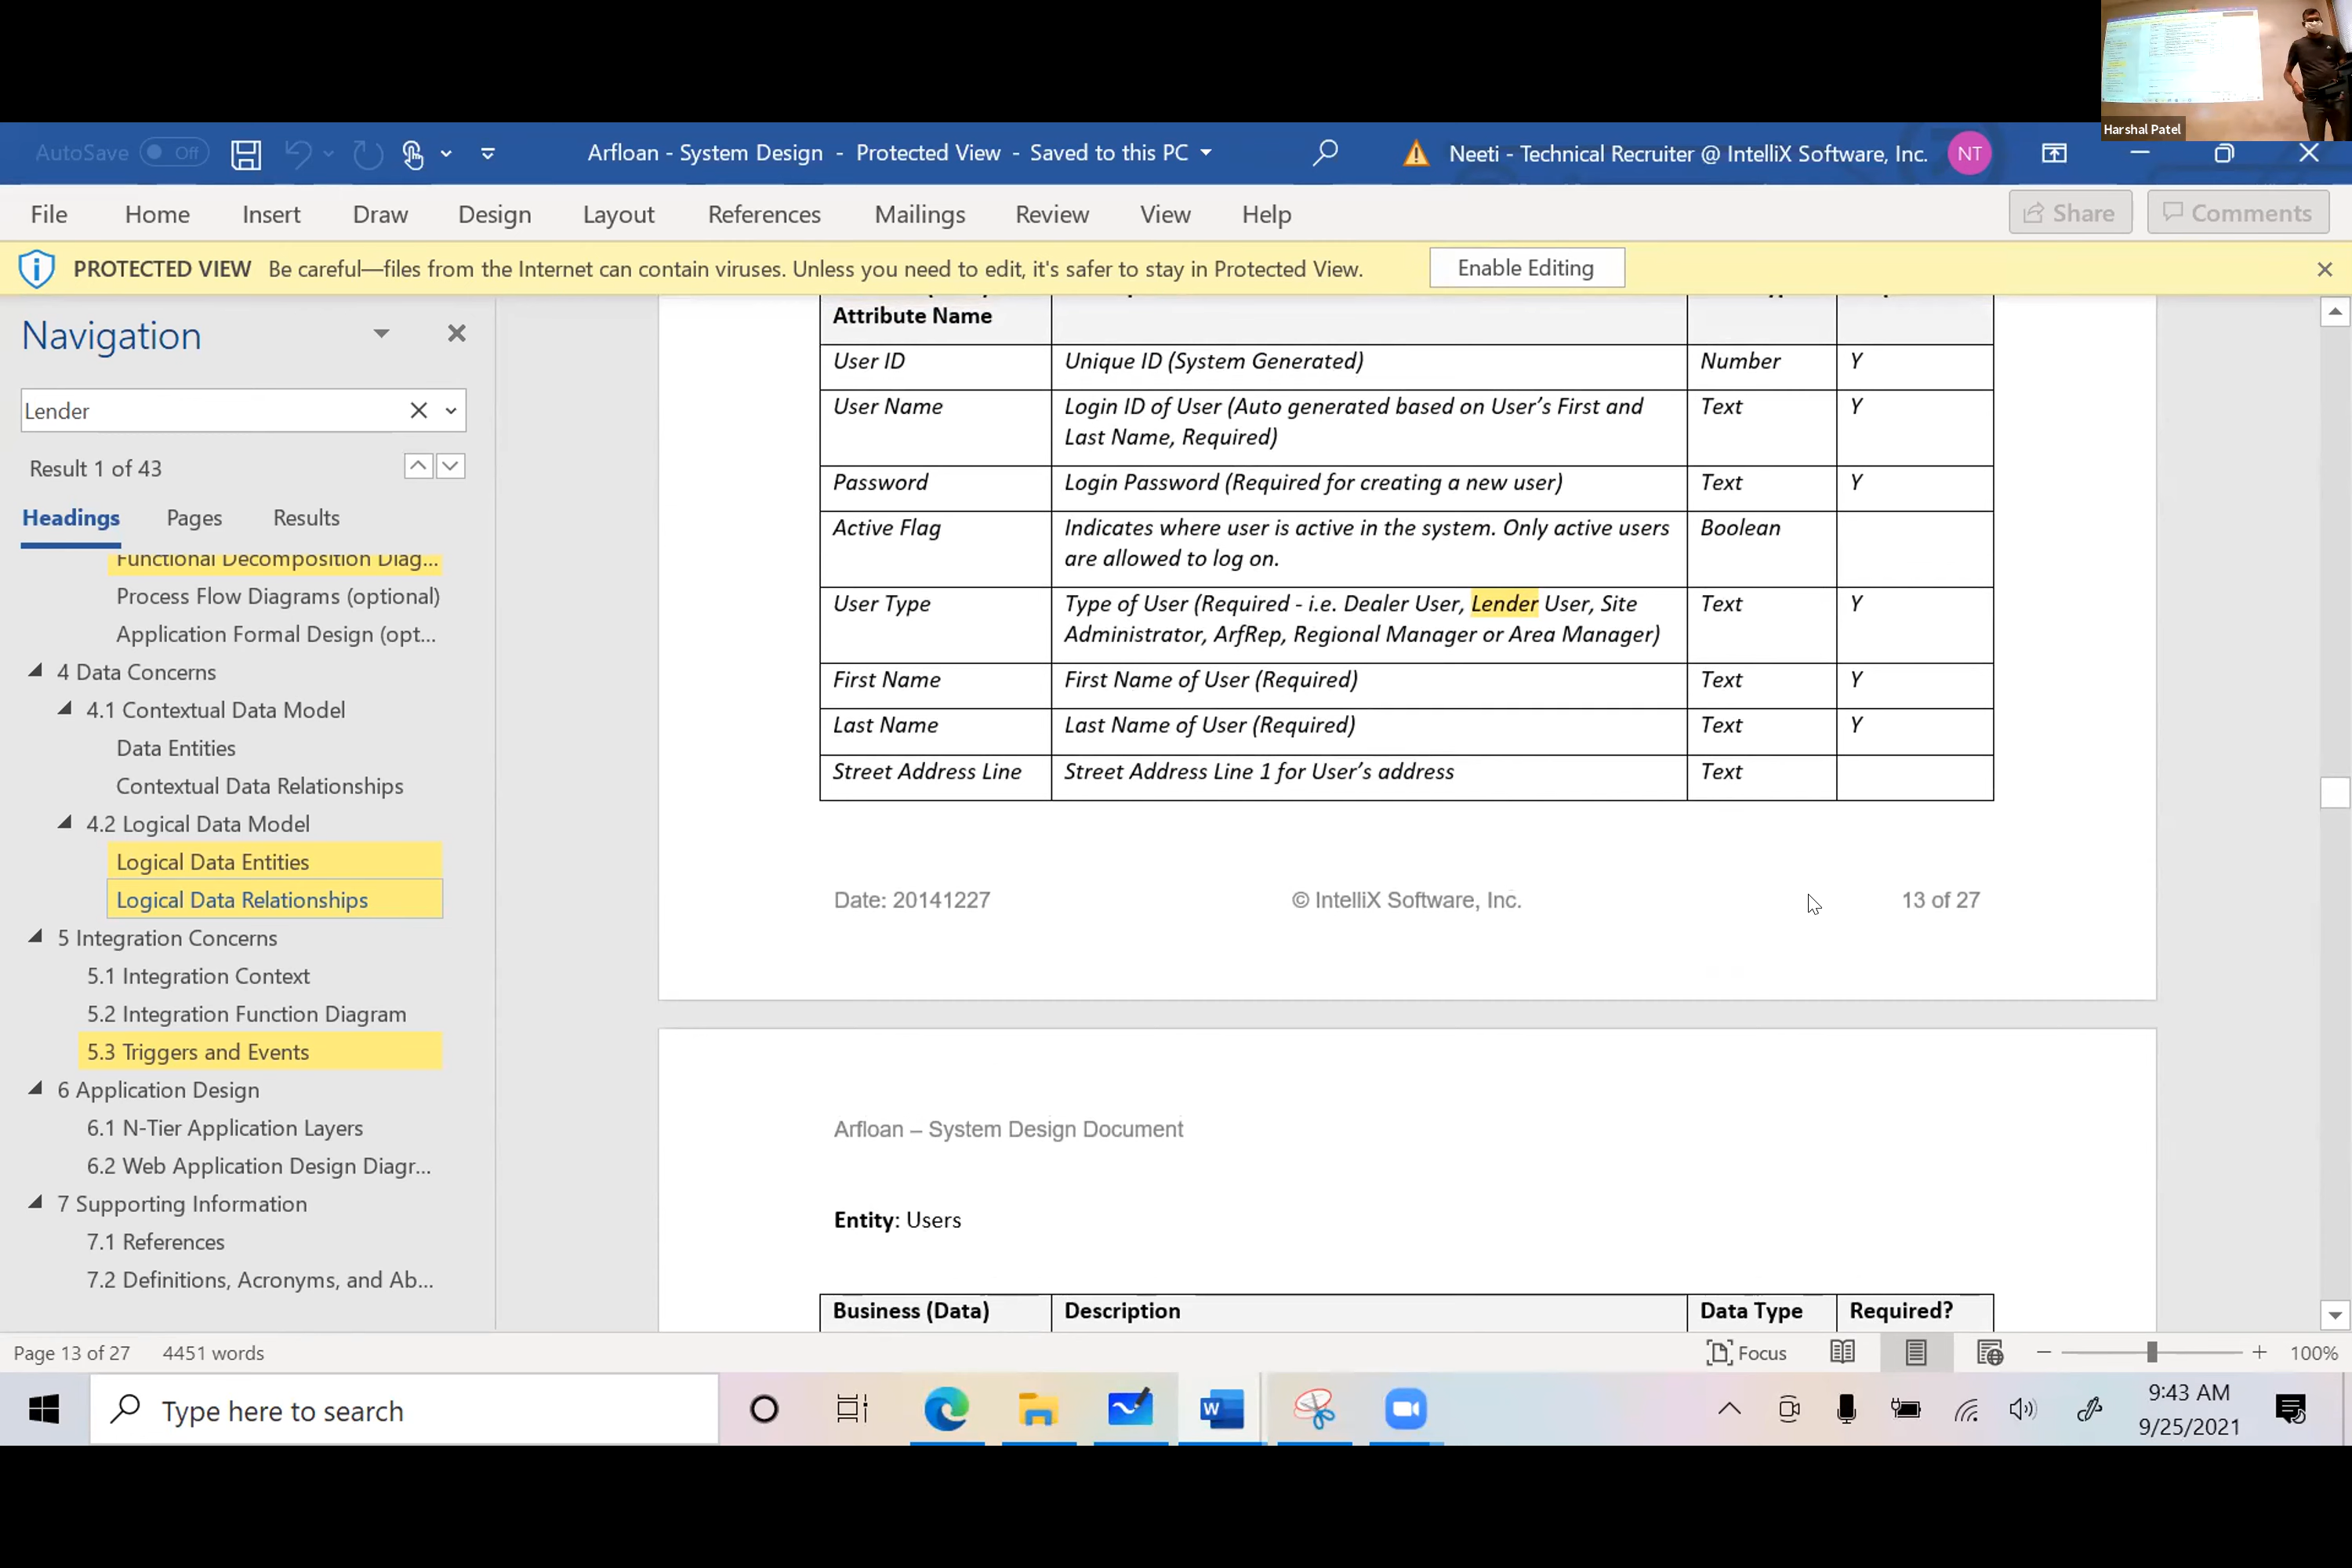 Harshal Patel
AutoSave Off
Arfloan - System Design - Protected View - Saved to this PC
Neeti - Technical Recruiter @ IntelliX Software, Inc. NT
File Home Insert Draw Design Layout References Mailings Review View Help Share Comments
PROTECTED VIEW Be careful—files from the Internet can contain viruses. Unless you need to edit, it's safer to stay in Protected View. Enable Editing
Navigation
Lender
Result 1 of 43
Headings Pages Results
Functional Decomposition Diag...
Process Flow Diagrams (optional)
Application Formal Design (opt...
4 Data Concerns
4.1 Contextual Data Model
Data Entities
Contextual Data Relationships
4.2 Logical Data Model
Logical Data Entities
Logical Data Relationships
5 Integration Concerns
5.1 Integration Context
5.2 Integration Function Diagram
5.3 Triggers and Events
6 Application Design
6.1 N-Tier Application Layers
6.2 Web Application Design Diagr...
7 Supporting Information
7.1 References
7.2 Definitions, Acronyms, and Ab...
Attribute Name
User ID Unique ID (System Generated) Number Y
User Name Login ID of User (Auto generated based on User’s First and Text Y
Last Name, Required)
Password Login Password (Required for creating a new user) Text Y
Active Flag Indicates where user is active in the system. Only active users Boolean
are allowed to log on.
User Type Type of User (Required - i.e. Dealer User, Lender User, Site Text Y
Administrator, ArfRep, Regional Manager or Area Manager)
First Name First Name of User (Required) Text Y
Last Name Last Name of User (Required) Text Y
Street Address Line Street Address Line 1 for User’s address Text
Date: 20141227 © IntelliX Software, Inc. 13 of 27
Arfloan – System Design Document
Entity: Users
Business (Data) Description Data Type Required?
Page 13 of 27 4451 words Focus 100%
Type here to search
9:43 AM
9/25/2021